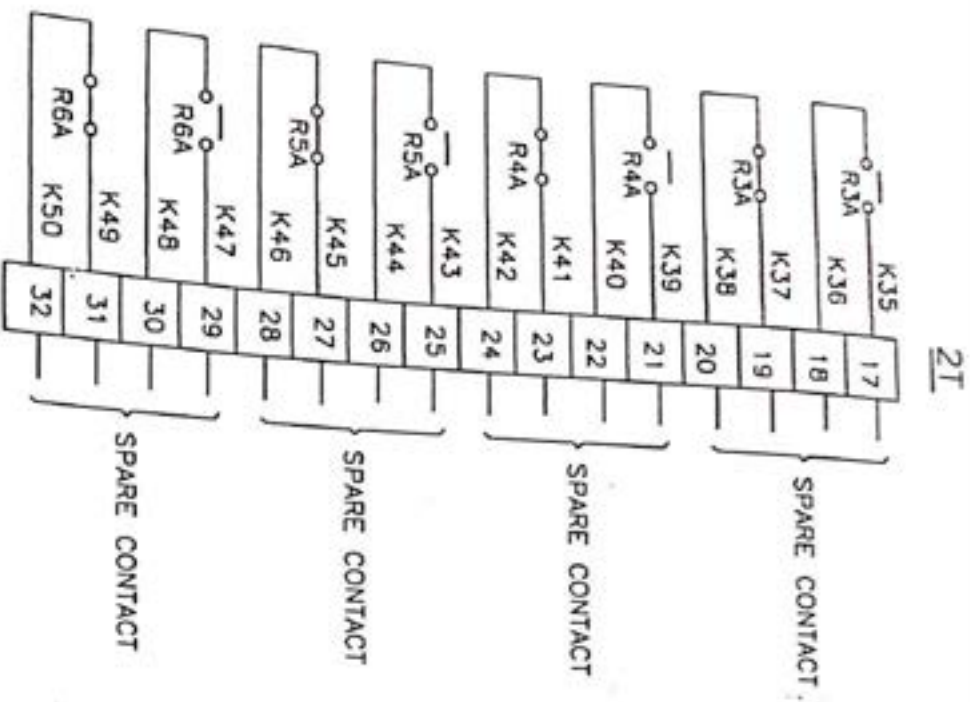 2T
R3A
K35
17
K36
18
R3A
K37
19
K38
20
SPARE CONTACT
R4A
K39
21
K40
22
R4A
K41
23
K42
24
SPARE CONTACT
R5A
K43
25
K44
26
R5A
K45
27
K46
28
SPARE CONTACT
R6A
K47
29
K48
30
R6A
K49
31
K50
32
SPARE CONTACT